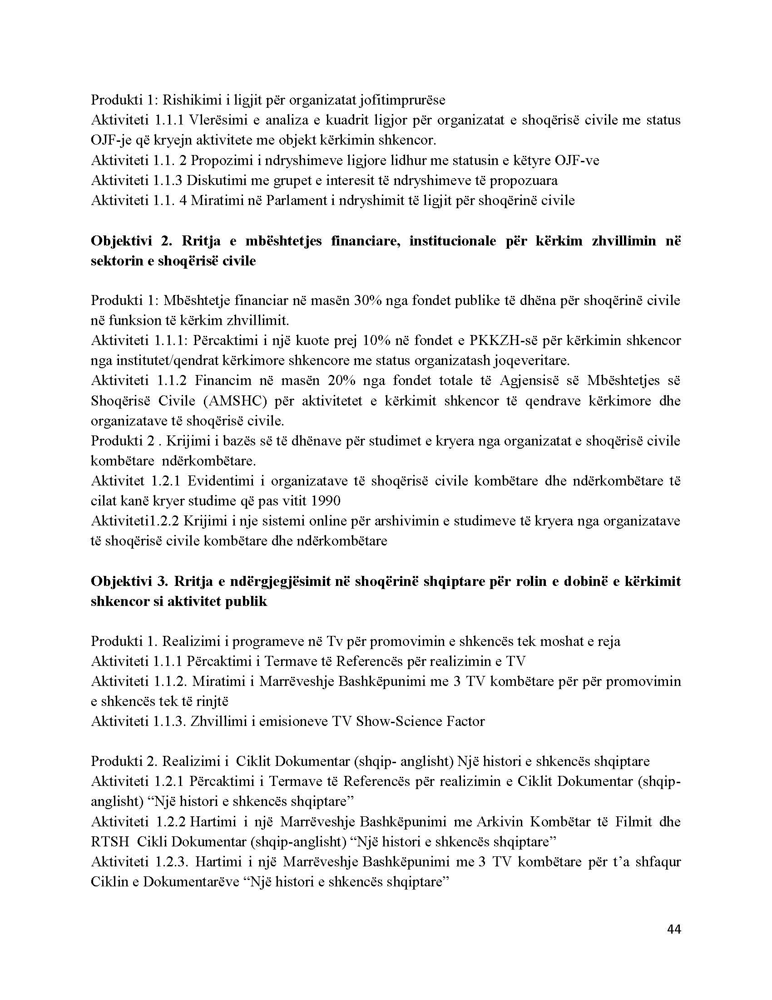 Produkti 1: Rishikimi i ligjit për organizatat jofitimprurëse
Aktiviteti 1.1.1 Vlerësimi e analiza e kuadrit ligjor për organizatat e shoqërisë civile me status
OJF-je që kryejn aktivitete me objekt kërkimin shkencor.
Aktiviteti 1.1. 2 Propozimi i ndryshimeve ligjore lidhur me statusin e këtyre OJF-ve
Aktiviteti 1.1.3 Diskutimi me grupet e interesit të ndryshimeve të propozuara
Aktiviteti 1.1. 4 Miratimi në Parlament i ndryshimit të ligjit për shoqërinë civile
Objektivi 2. Rritja e mbështetjes financiare, institucionale për kërkim zhvillimin në
sektorin e shoqërisë civile
Produkti 1: Mbështetje financiar në masën 30% nga fondet publike të dhëna për shoqërinë civile
në funksion të kërkim zhvillimit.
Aktiviteti 1.1.1: Përcaktimi i një kuote prej 10% në fondet e PKKZH-së për kërkimin shkencor
nga institutet/qendrat kërkimore shkencore me status organizatash joqeveritare.
Aktiviteti 1.1.2 Financim në masën 20% nga fondet totale të Agjensisë së Mbështetjes së
Shoqërisë Civile (AMSHC) për aktivitetet e kërkimit shkencor të qendrave kërkimore dhe
organizatave të shoqërisë civile.
Produkti 2 . Krijimi i bazës së të dhënave për studimet e kryera nga organizatat e shoqërisë civile
kombëtare  ndërkombëtare.
Aktivitet 1.2.1 Evidentimi i organizatave të shoqërisë civile kombëtare dhe ndërkombëtare të
cilat kanë kryer studime që pas vitit 1990
Aktiviteti1.2.2 Krijimi i nje sistemi online për arshivimin e studimeve të kryera nga organizatave
të shoqërisë civile kombëtare dhe ndërkombëtare
Objektivi 3. Rritja e ndërgjegjësimit në shoqërinë shqiptare për rolin e dobinë e kërkimit
shkencor si aktivitet publik
Produkti 1. Realizimi i programeve në Tv për promovimin e shkencës tek moshat e reja
Aktiviteti 1.1.1 Përcaktimi i Termave të Referencës për realizimin e TV
Aktiviteti 1.1.2. Miratimi i Marrëveshje Bashkëpunimi me 3 TV kombëtare për për promovimin
e shkencës tek të rinjtë
Aktiviteti 1.1.3. Zhvillimi i emisioneve TV Show-Science Factor
Produkti 2. Realizimi i  Ciklit Dokumentar (shqip- anglisht) Një histori e shkencës shqiptare
Aktiviteti 1.2.1 Përcaktimi i Termave të Referencës për realizimin e Ciklit Dokumentar (shqip-
anglisht) “Një histori e shkencës shqiptare”
Aktiviteti 1.2.2 Hartimi i një Marrëveshje Bashkëpunimi me Arkivin Kombëtar të Filmit dhe
RTSH  Cikli Dokumentar (shqip-anglisht) “Një histori e shkencës shqiptare”
Aktiviteti 1.2.3. Hartimi i një Marrëveshje Bashkëpunimi me 3 TV kombëtare për t’a shfaqur
Ciklin e Dokumentarëve “Një histori e shkencës shqiptare”
44